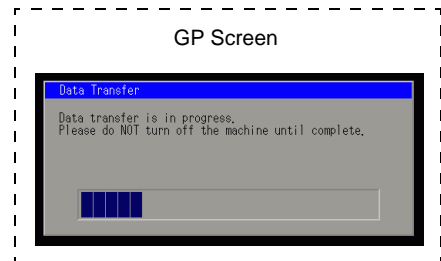 GP Screen
Data Transfer
Data transfer is in progress.
Please do NOT turn off the machine until complete.